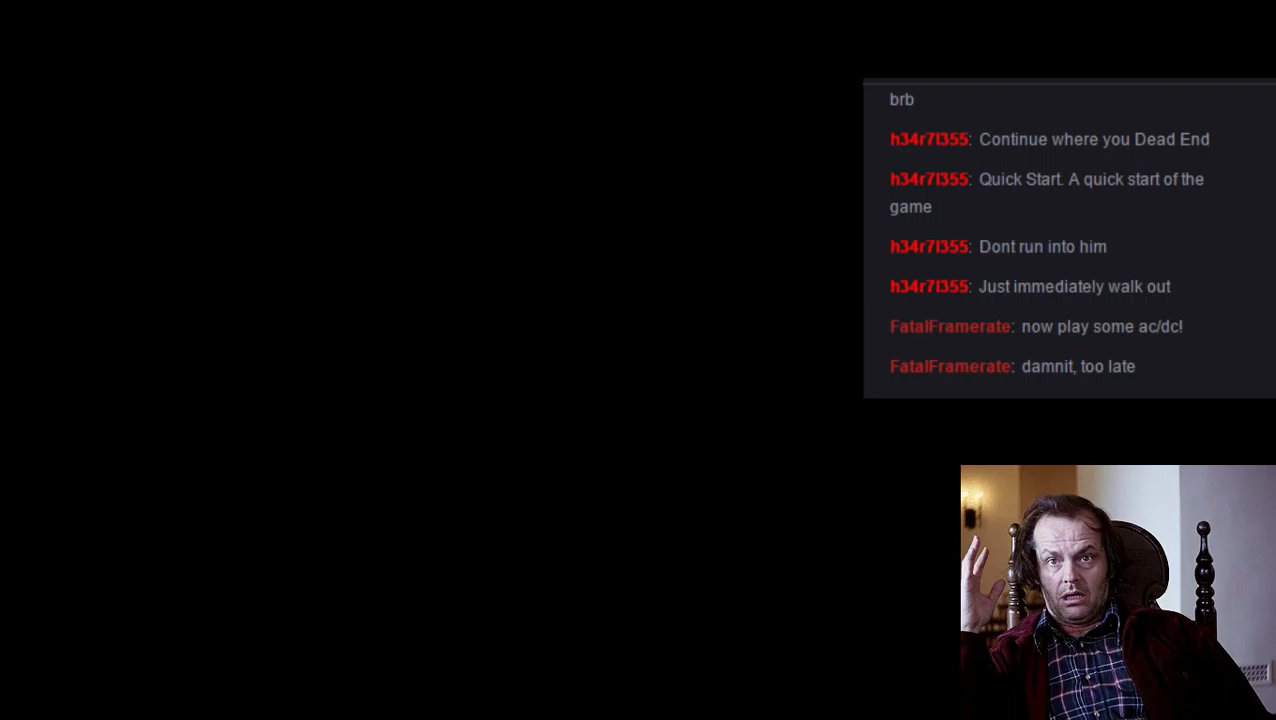 brb
h34r7l355: Continue where you Dead End
h34r7l355: Quick Start. A quick start of the
game
h34r7l355: Dont run into him
h34r7l355: Just immediately walk out
FatalFramerate: now play some ac/dc!
FatalFramerate: damnit, too late